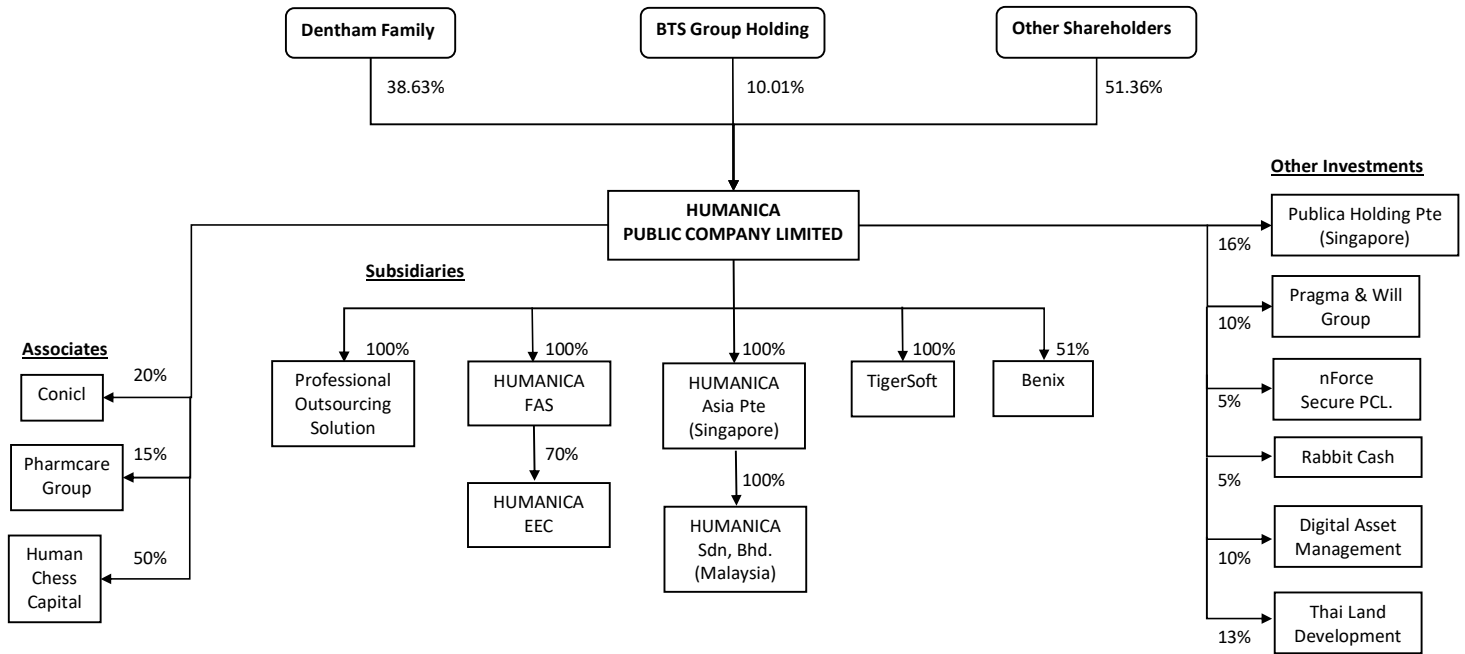 Dentham Family
BTS Group Holding
Other Shareholders
38.63%
10.01%
51.36%
HUMANICA
PUBLIC COMPANY LIMITED
Other Investments
Publica Holding Pte
(Singapore)
16%
Pragma & Will
Group
10%
nForce
Secure PCL.
5%
Rabbit Cash
5%
Digital Asset
Management
10%
Thai Land
Development
13%
Subsidiaries
100%
Professional
Outsourcing
Solution
100%
HUMANICA
FAS
70%
HUMANICA
EEC
100%
HUMANICA
Asia Pte
(Singapore)
100%
HUMANICA
Sdn, Bhd.
(Malaysia)
100%
TigerSoft
51%
Benix
Associates
20%
Conicl
15%
Pharmcare
Group
50%
Human
Chess
Capital